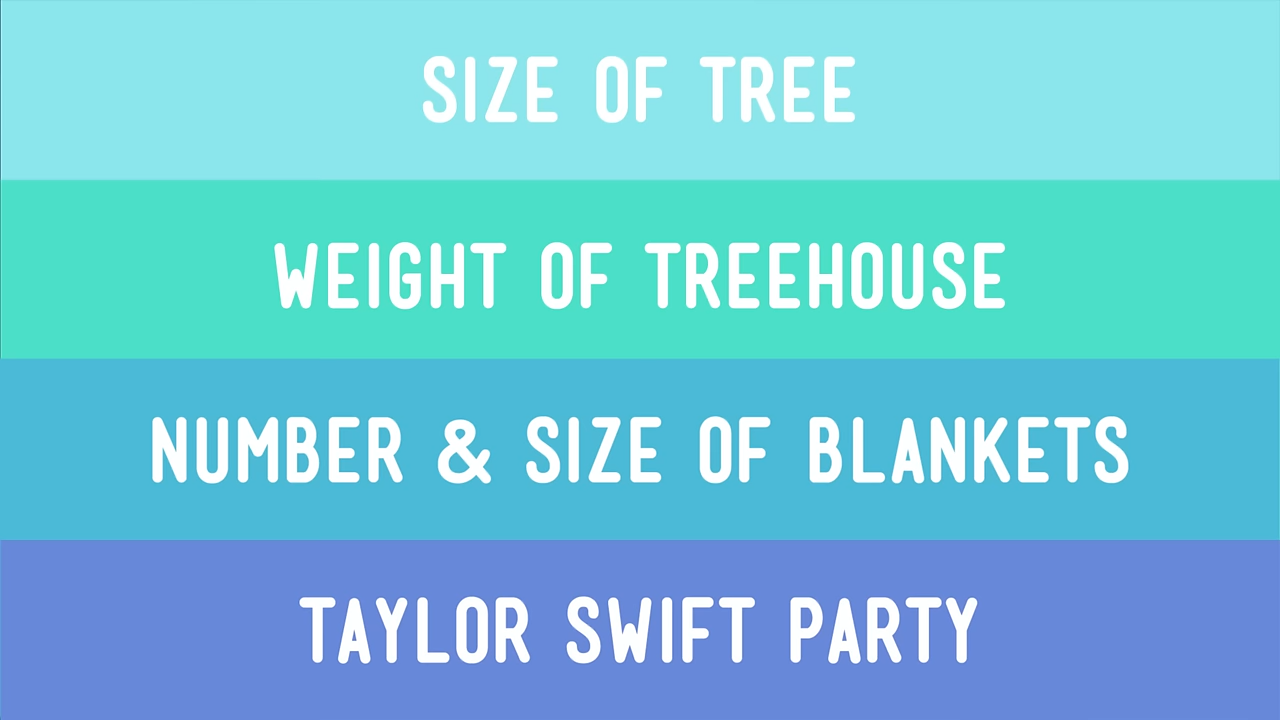 SIZE OF TREE
WEIGHT OF TREEHOUSE
NUMBER & SIZE OF BLANKETS
TAYLOR SWIFT PARTY